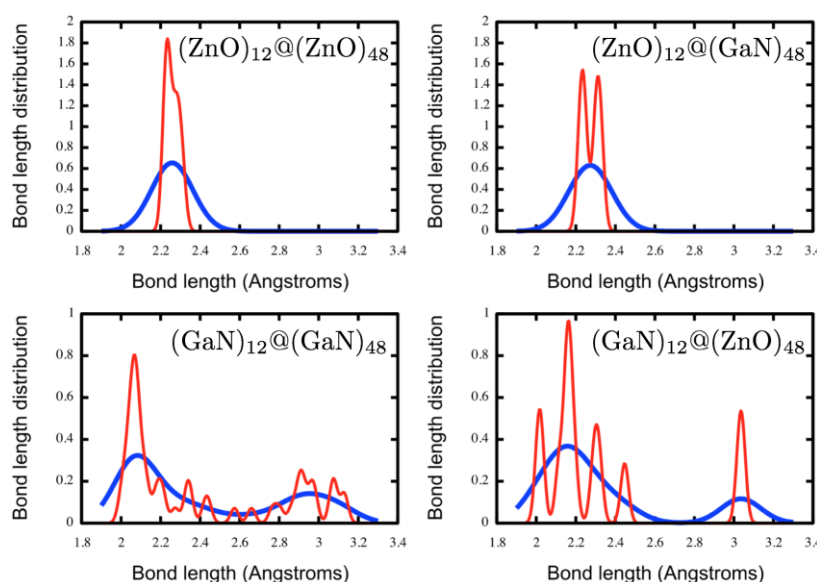 (ZnO)12@(ZnO)48
Bond length distribution
2
1.8
1.6
1.4
1.2
1
0.8
0.6
0.4
0.2
0
1.8 2 2.2 2.4 2.6 2.8 3 3.2 3.4
Bond length (Angstroms)
(ZnO)12@(GaN)48
Bond length distribution
2
1.8
1.6
1.4
1.2
1
0.8
0.6
0.4
0.2
0
1.8 2 2.2 2.4 2.6 2.8 3 3.2 3.4
Bond length (Angstroms)
(GaN)12@(GaN)48
Bond length distribution
1
0.8
0.6
0.4
0.2
0
1.8 2 2.2 2.4 2.6 2.8 3 3.2 3.4
Bond length (Angstroms)
(GaN)12@(ZnO)48
Bond length distribution
1
0.8
0.6
0.4
0.2
0
1.8 2 2.2 2.4 2.6 2.8 3 3.2 3.4
Bond length (Angstroms)